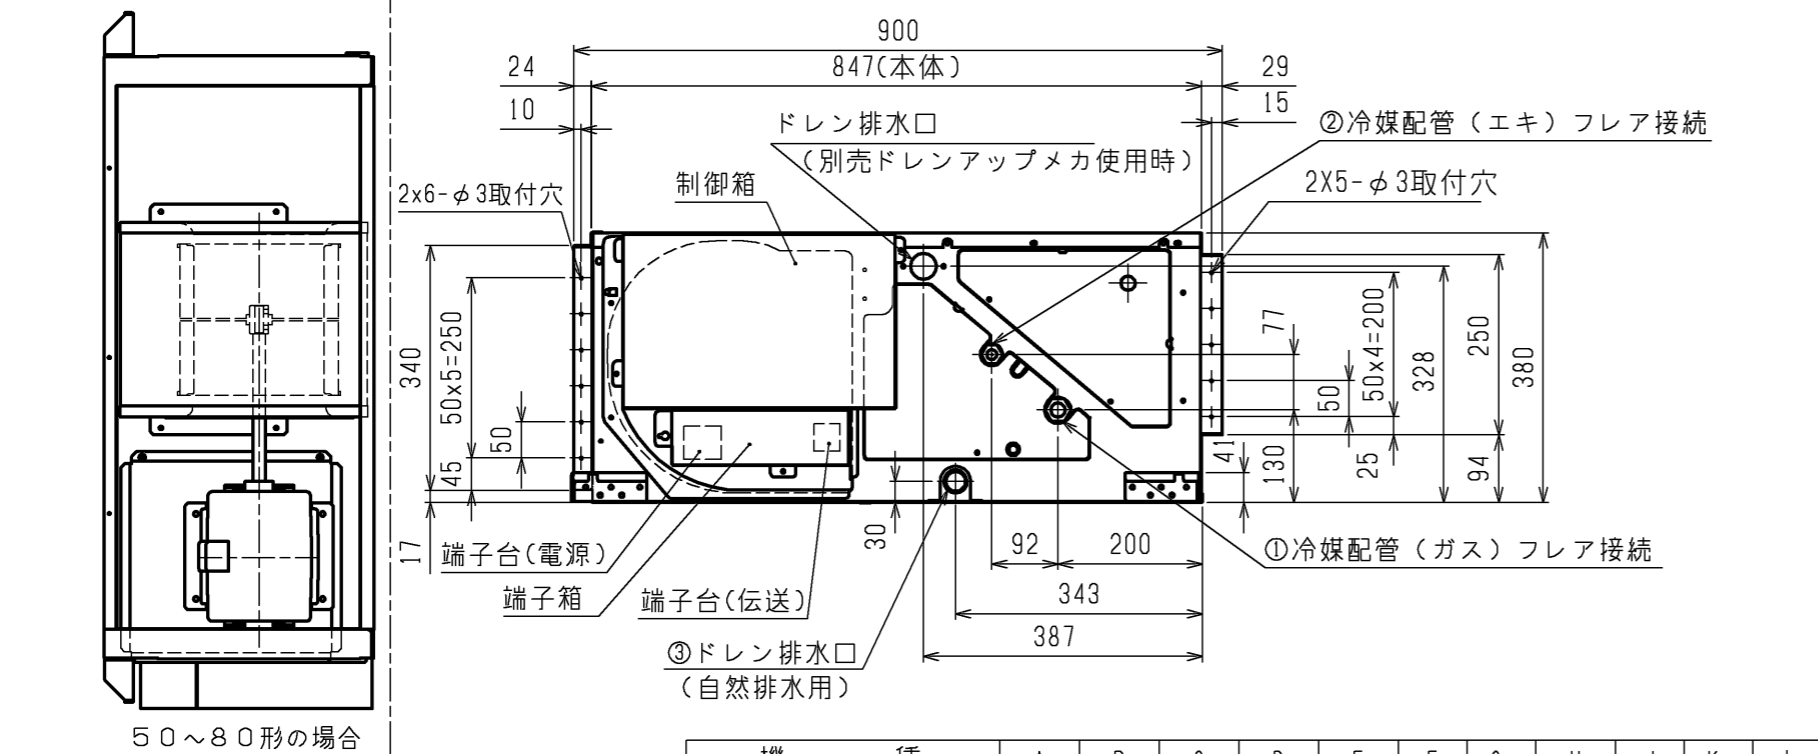 900
24
847(本体)
29
10
15
ドレン排水口
(別売ドレンアップメカ使用時)
②冷媒配管(エキ)フレア接続
制御箱
2x6-φ3取付穴
2X5-φ3取付穴
340
50x5=250
50
45
17
77
50
50x4=200
328
250
380
41
130
25
94
30
92
200
343
387
端子台(電源)
端子箱
端子台(伝送)
①冷媒配管(ガス)フレア接続
③ドレン排水口
(自然排水用)
50~80形の場合